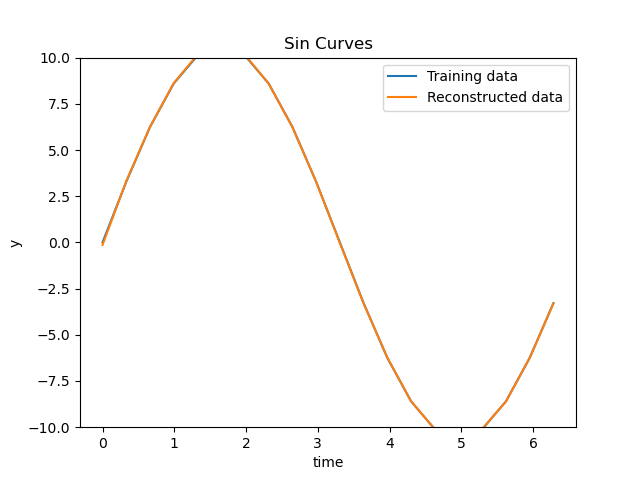 Sin Curves
Training data
Reconstructed data
10.0
7.5
5.0
2.5
0.0
−2.5
−5.0
−7.5
−10.0
y
0 1 2 3 4 5 6
time